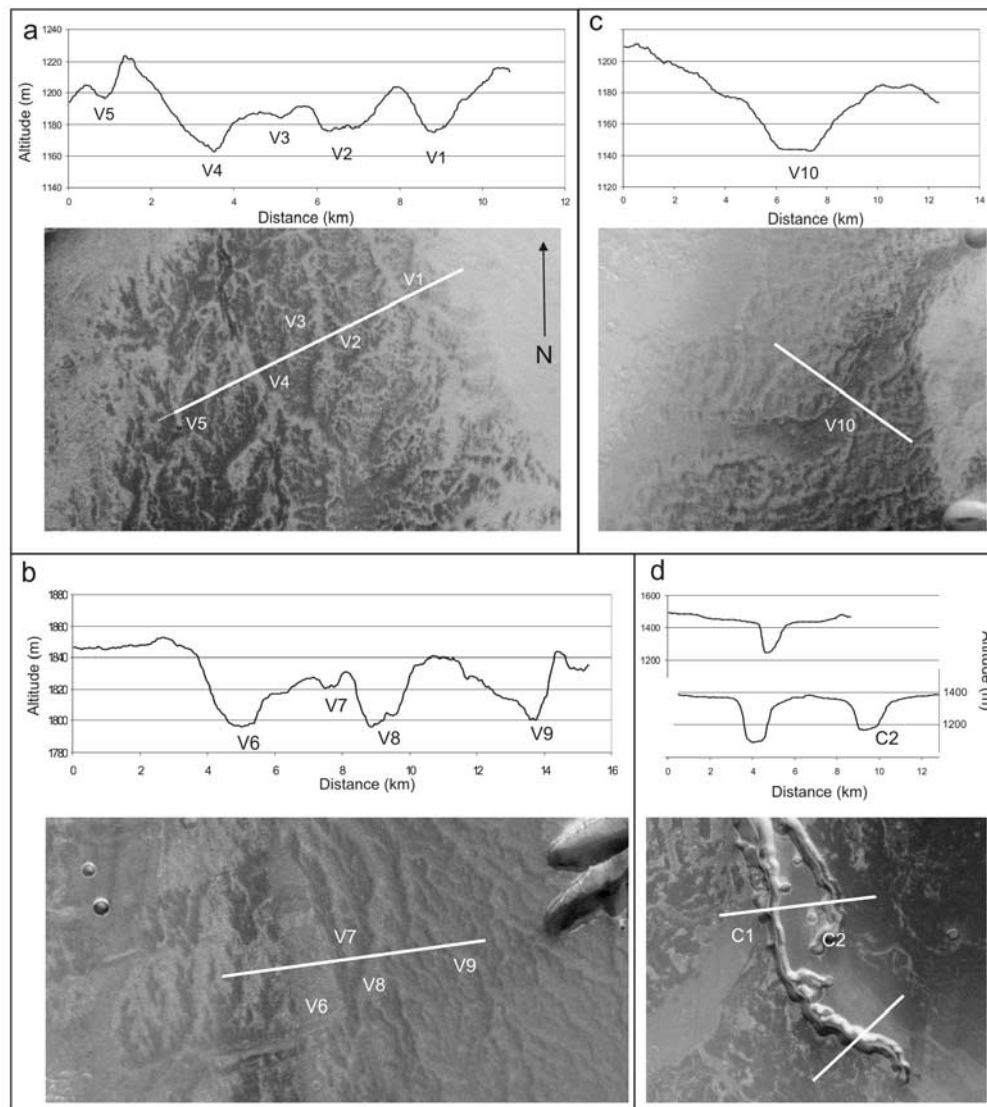 a
Altitude (m)
1240
1220
1200
1180
1160
1140
V5
V4
V3
V2
V1
0 2 4 6 8 10 12
Distance (km)
V1
V3
V2
V4
V5
N
c
1200
1180
1160
1140
1120
V10
0 2 4 6 8 10 12 14
Distance (km)
V10
b
Altitude (m)
1880
1860
1840
1820
1800
1780
V6
V7
V8
V9
0 2 4 6 8 10 12 14 16
Distance (km)
V7
V9
V8
V6
d
1600
1400
1200
Altitude (m)
1400
1200
C2
0 2 4 6 8 10 12
Distance (km)
C1
C2